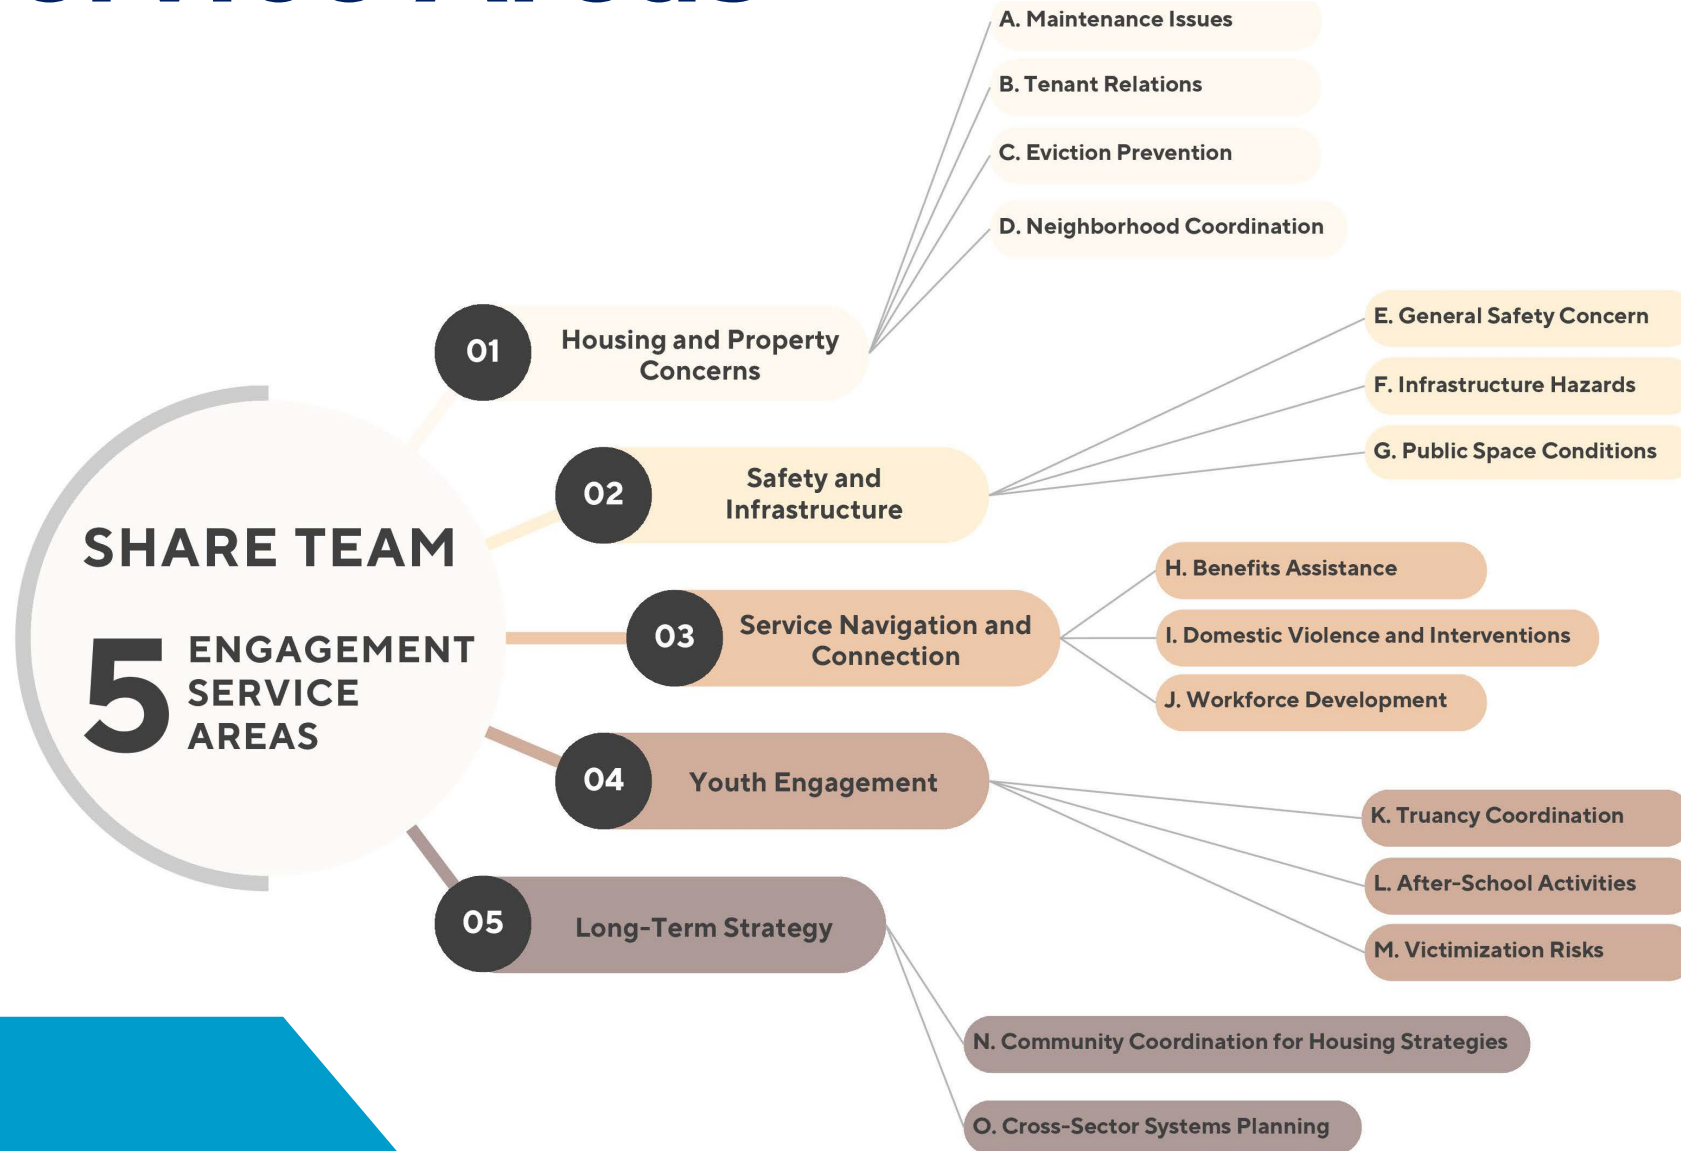 Service Areas
A. Maintenance Issues
B. Tenant Relations
C. Eviction Prevention
D. Neighborhood Coordination
01
Housing and Property
Concerns
E. General Safety Concern
F. Infrastructure Hazards
G. Public Space Conditions
02
Safety and
Infrastructure
SHARE TEAM
5
ENGAGEMENT
SERVICE
AREAS
03
Service Navigation and
Connection
H. Benefits Assistance
I. Domestic Violence and Interventions
J. Workforce Development
04
Youth Engagement
K. Truancy Coordination
L. After-School Activities
M. Victimization Risks
05
Long-Term Strategy
N. Community Coordination for Housing Strategies
O. Cross-Sector Systems Planning